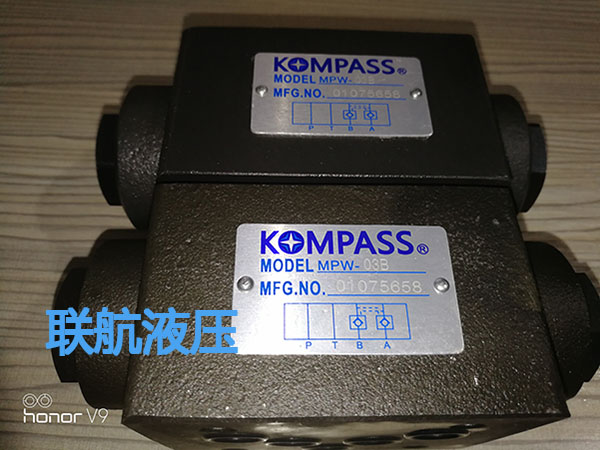 KOMPASS®
MODEL MPW-03B
MFG.NO. 01075658
P T B A
KOMPASS®
MODEL MPW-03B
MFG.NO. 01075658
P T B A
联航液压
honor V9